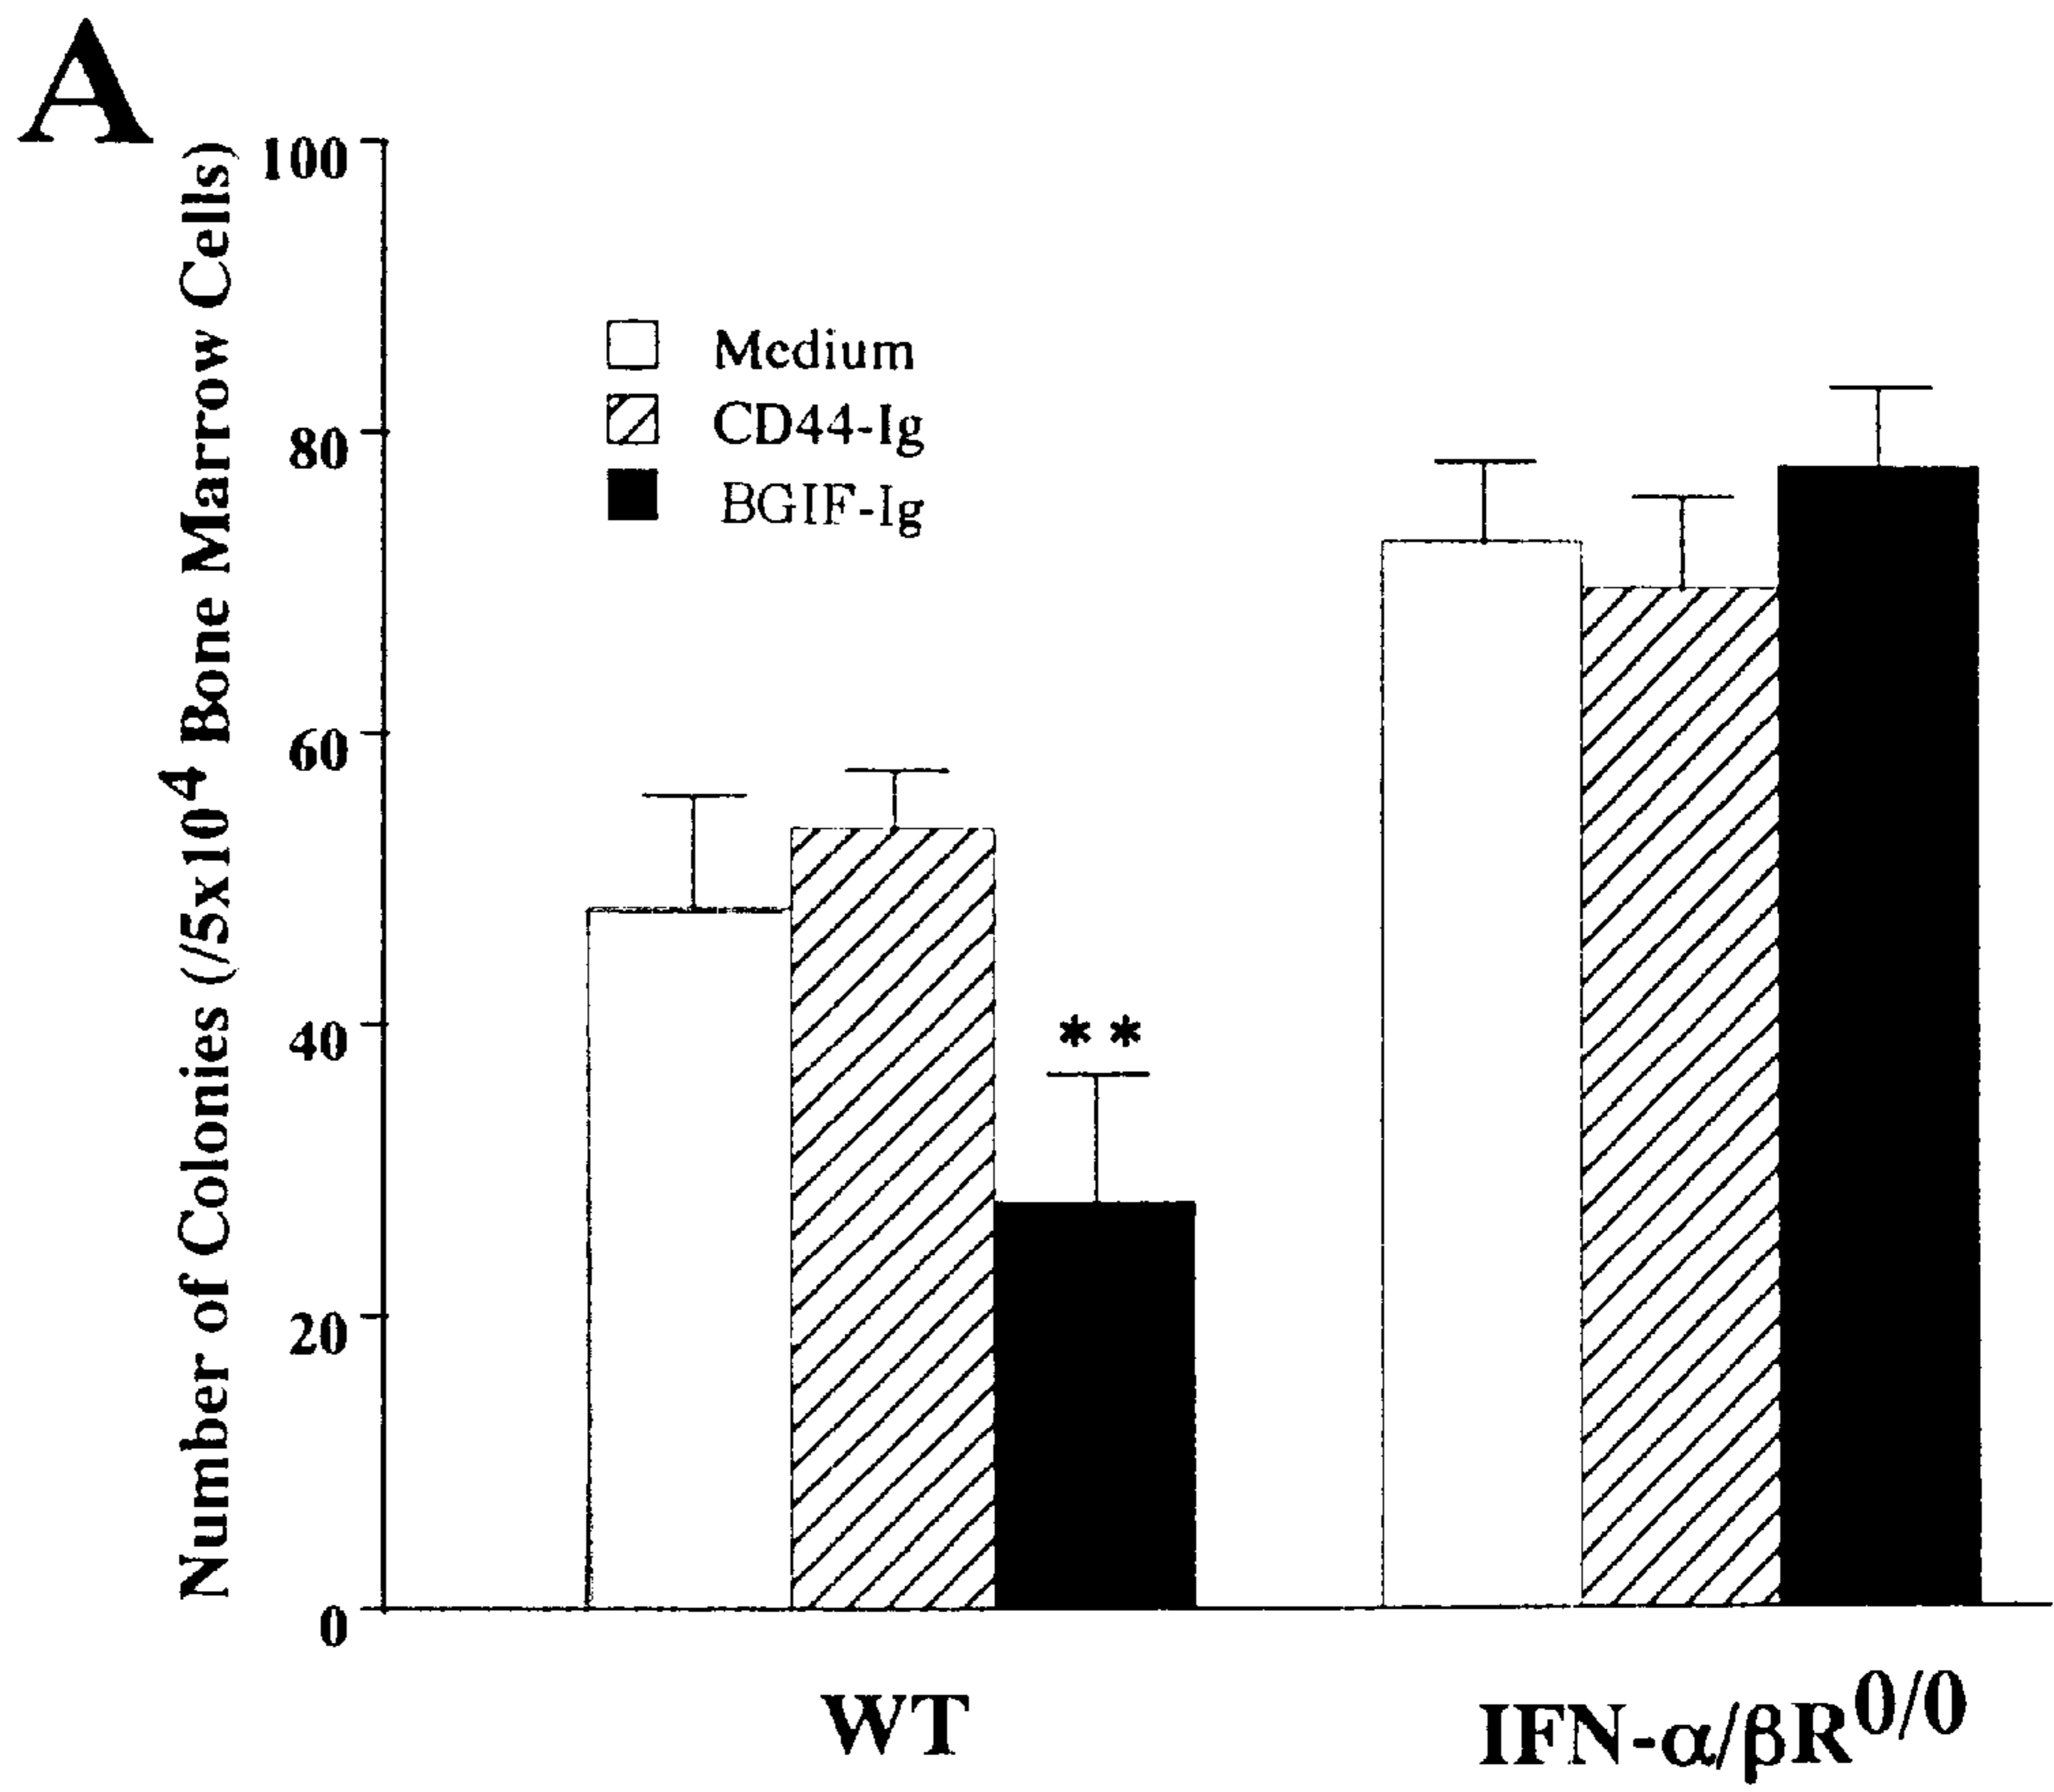 A
Number of Colonies (/5x10⁴ Bone Marrow Cells)
100
80
60
40
20
0
Medium
CD44-Ig
BGIF-Ig
**
WT
IFN-α/βR⁰/⁰